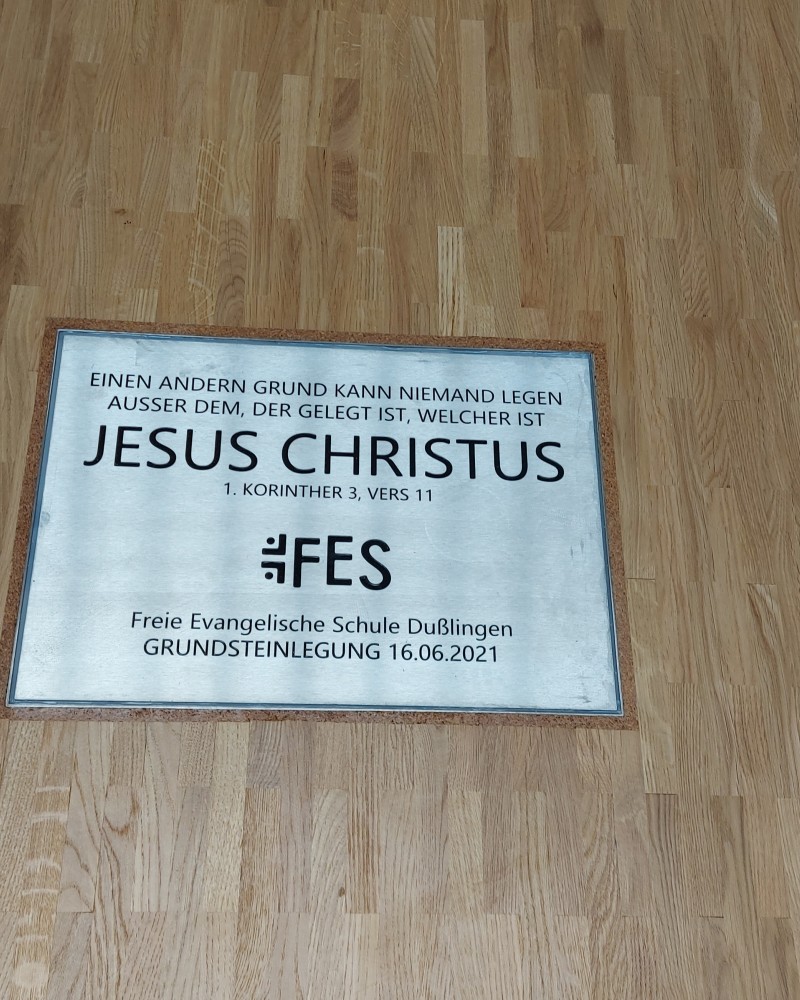 EINEN ANDERN GRUND KANN NIEMAND LEGEN
AUSSER DEM, DER GELEGT IST, WELCHER IST
JESUS CHRISTUS
1. KORINTHER 3, VERS 11
FES
Freie Evangelische Schule Dußlingen
GRUNDSTEINLEGUNG 16.06.2021